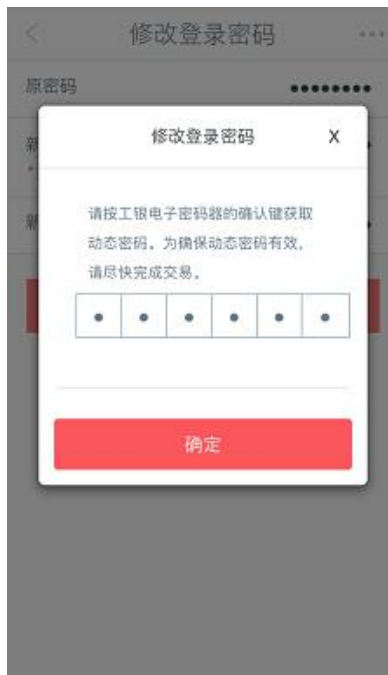 修改登录密码
原密码 ●●●●●●●●
新
*
修改登录密码 X
新
请按工银电子密码器的确认键获取
动态密码。为确保动态密码有效,
请尽快完成交易。
● ● ● ● ● ●
确定